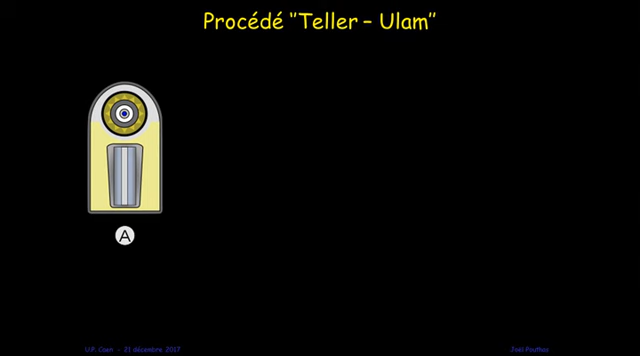 Procédé “Teller – Ulam”
A
U.P. Caen - 21 décembre 2017
Joël Pouthas